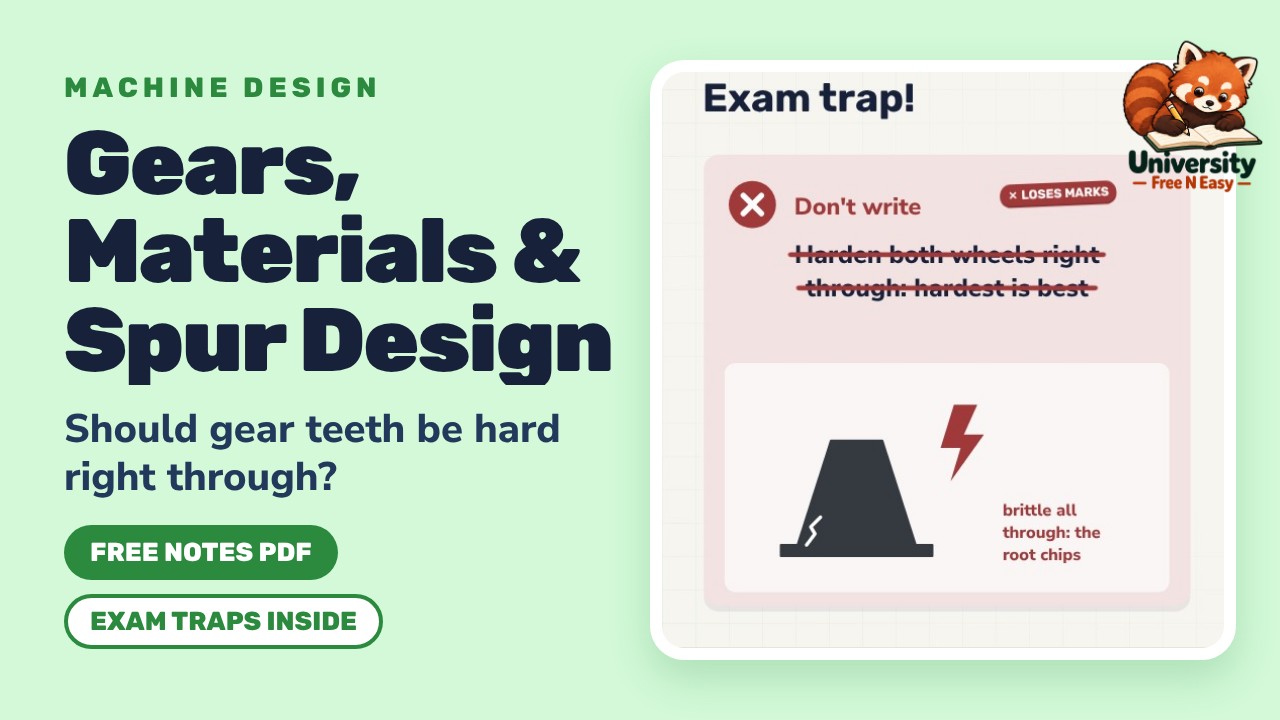 MACHINE DESIGN
Gears,
Materials &
Spur Design
Should gear teeth be hard
right through?
FREE NOTES PDF
EXAM TRAPS INSIDE
Exam trap!
University
Free N Easy
Don't write
× LOSES MARKS
Harden both wheels right
through: hardest is best
brittle all
through: the
root chips